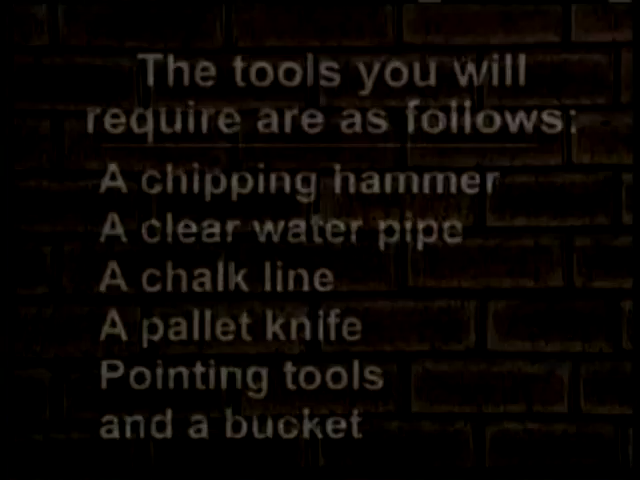 The tools you will
require are as follows:
A chipping hammer
A clear water pipe
A chalk line
A pallet knife
Pointing tools
and a bucket